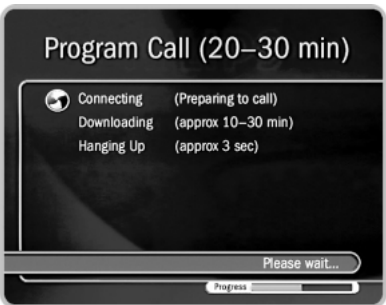 Program Call (20–30 min)
Connecting (Preparing to call)
Downloading (approx 10–30 min)
Hanging Up (approx 3 sec)
Please wait...
Progress